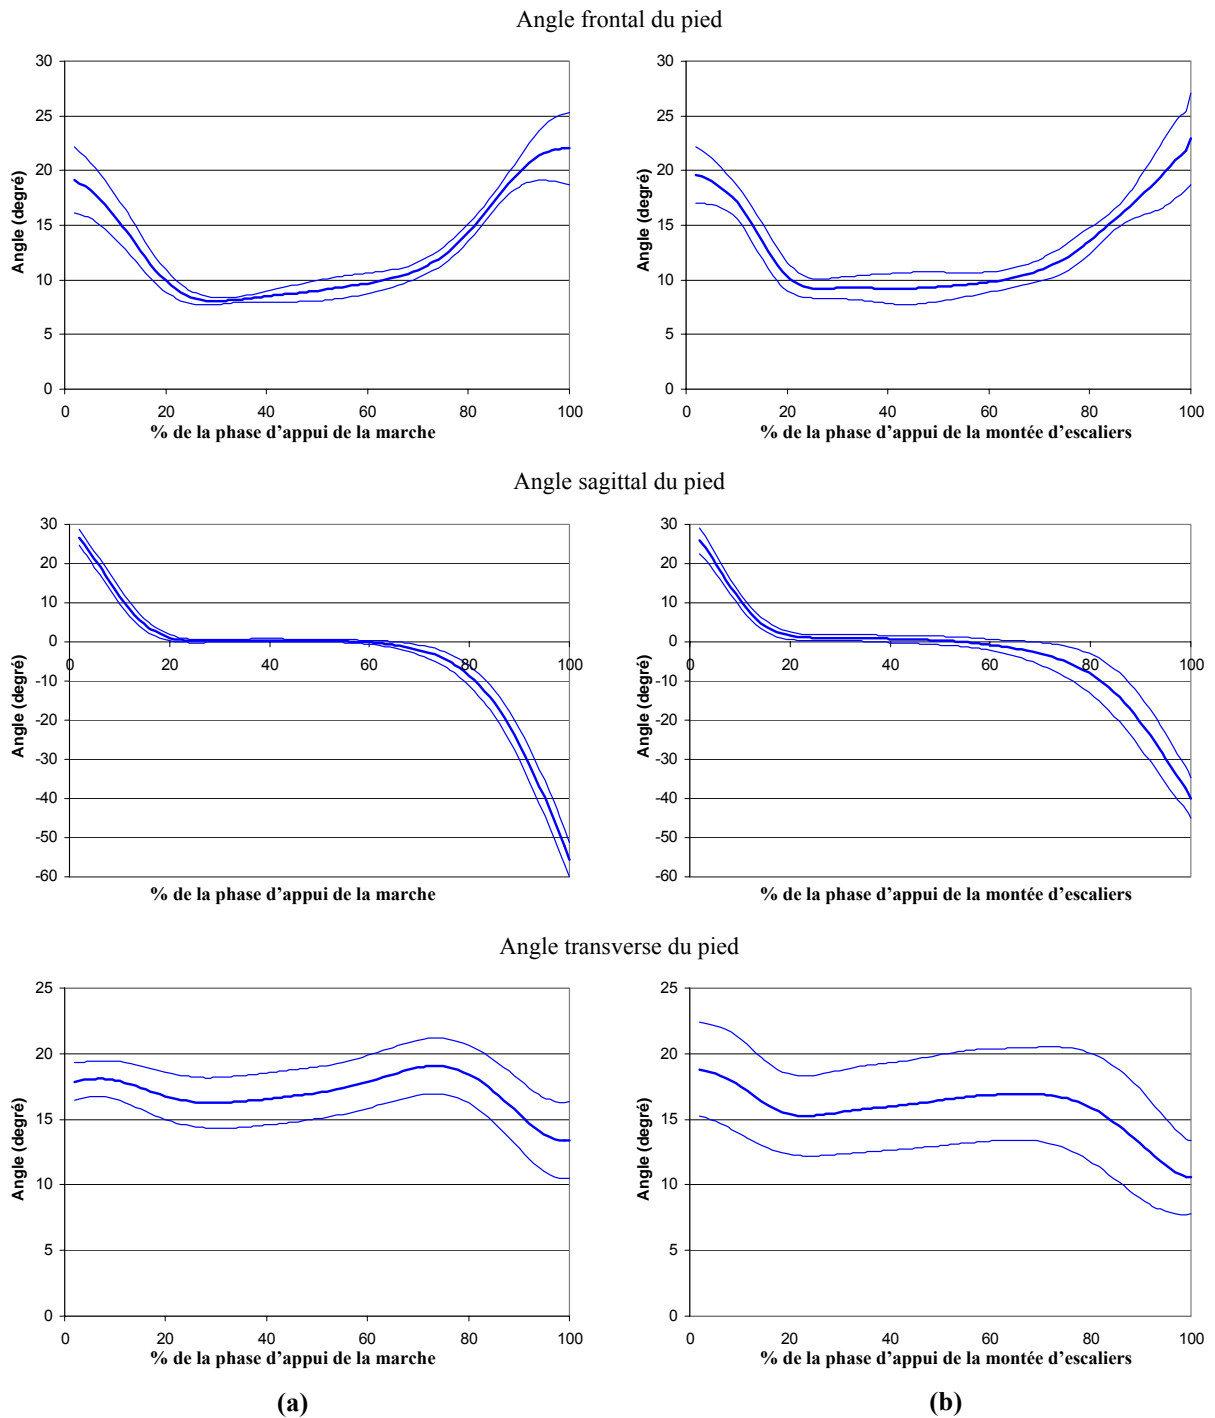 Angle frontal du pied
30
25
20
15
10
5
0
Angle (degré)
0 20 40 60 80 100
% de la phase d'appui de la marche
30
25
20
15
10
5
0
Angle (degré)
0 20 40 60 80 100
% de la phase d'appui de la montée d'escaliers
Angle sagittal du pied
30
20
10
0
-10
-20
-30
-40
-50
-60
Angle (degré)
0 20 40 60 80 100
% de la phase d'appui de la marche
30
20
10
0
-10
-20
-30
-40
-50
-60
Angle (degré)
0 20 40 60 80 100
% de la phase d'appui de la montée d'escaliers
Angle transverse du pied
25
20
15
10
5
0
Angle (degré)
0 20 40 60 80 100
% de la phase d'appui de la marche
25
20
15
10
5
0
Angle (degré)
0 20 40 60 80 100
% de la phase d'appui de la montée d'escaliers
(a) (b)